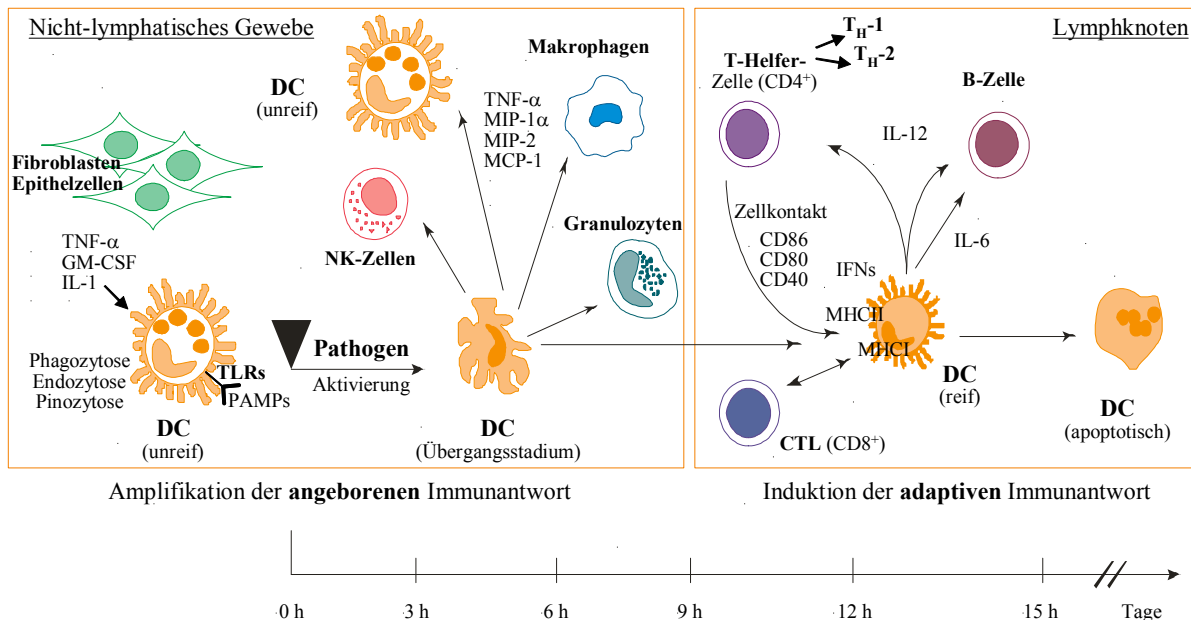 Nicht-lymphatisches Gewebe
DC
(unreif)
Fibroblasten
Epithelzellen
TNF-α
GM-CSF
IL-1
Phagozytose
Endozytose
Pinozytose
TLRs
PAMPs
DC
(unreif)
Pathogen
Aktivierung
NK-Zellen
TNF-α
MIP-1α
MIP-2
MCP-1
Makrophagen
Granulozyten
DC
(Übergangsstadium)
Lymphknoten
T-Helfer-
Zelle (CD4⁺)
T_H-1
T_H-2
B-Zelle
IL-12
IL-6
Zellkontakt
CD86
CD80
CD40
IFNs
MHCII
MHCI
DC
(reif)
CTL (CD8⁺)
DC
(apoptotisch)
Amplifikation der angeborenen Immunantwort
Induktion der adaptiven Immunantwort
0 h 3 h 6 h 9 h 12 h 15 h Tage